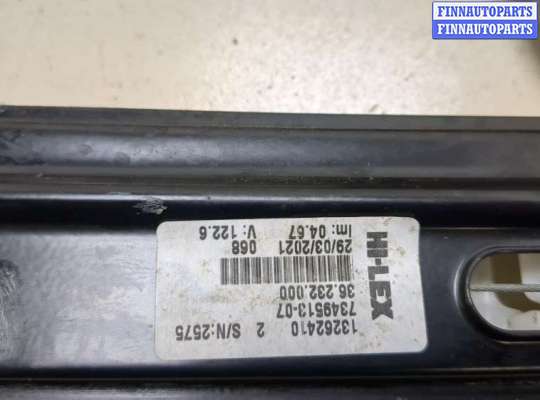 FINNAUTOPARTS
FINNAUTOPARTS
HI-LEX
13262410 2 S/N:2575
7349513-07
36.232.000
29/03/2021 068
Im: 04.67 V: 122.6